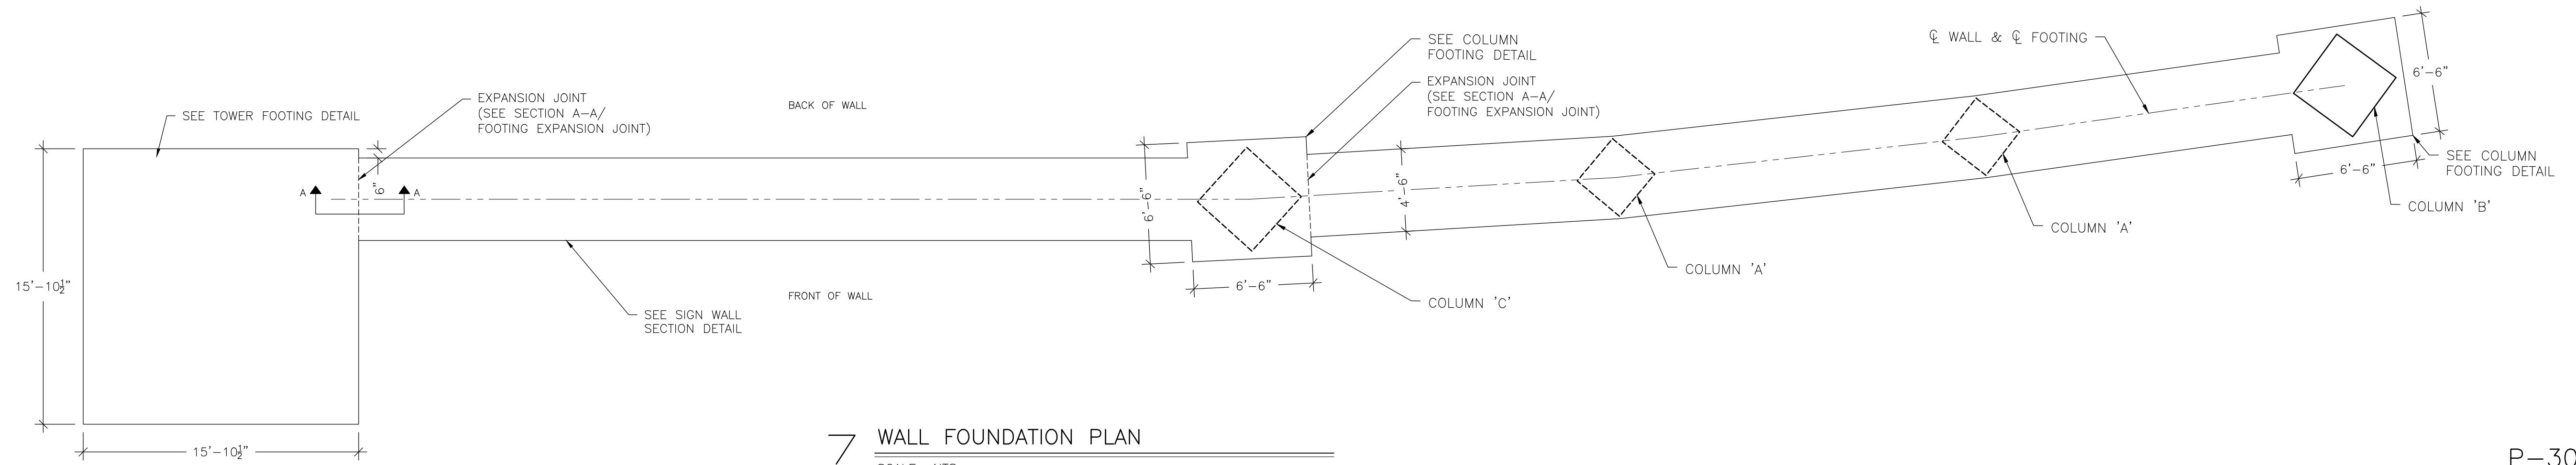 SEE TOWER FOOTING DETAIL
EXPANSION JOINT
(SEE SECTION A-A/
FOOTING EXPANSION JOINT)
BACK OF WALL
SEE COLUMN
FOOTING DETAIL
EXPANSION JOINT
(SEE SECTION A-A/
FOOTING EXPANSION JOINT)
℄ WALL & ℄ FOOTING
6'-6"
SEE COLUMN
FOOTING DETAIL
6'-6"
COLUMN 'B'
COLUMN 'A'
COLUMN 'A'
4'-6"
6'-6"
6'-6"
COLUMN 'C'
A
A
6"
15'-10½"
FRONT OF WALL
SEE SIGN WALL
SECTION DETAIL
15'-10½"
7
WALL FOUNDATION PLAN
P-30